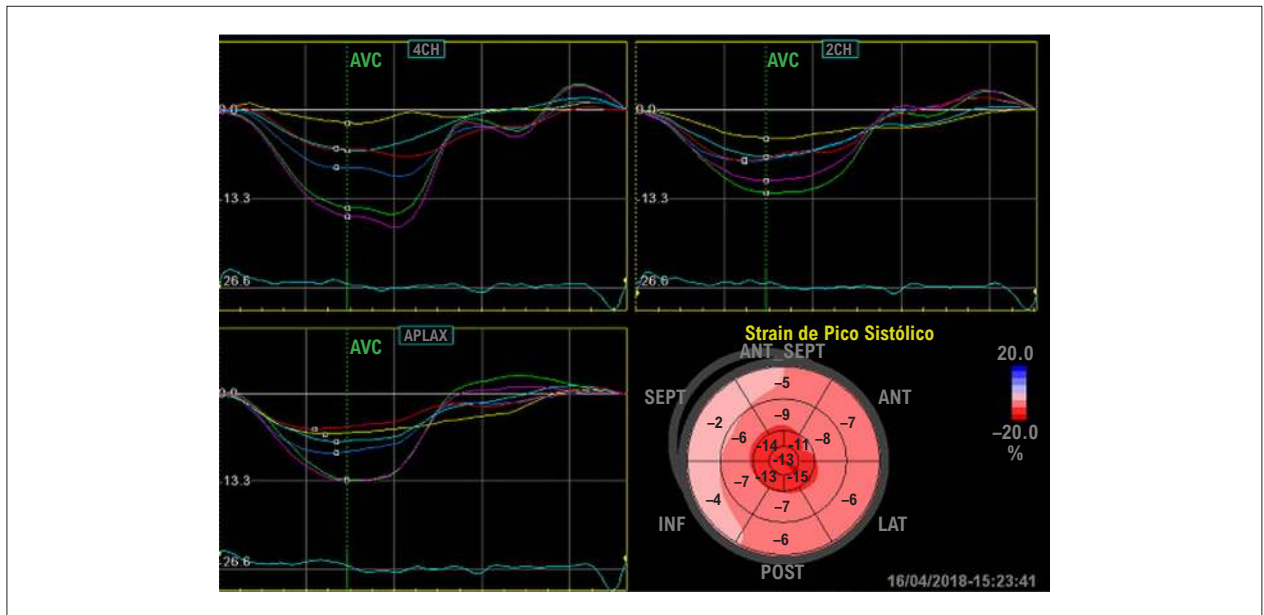 4CH
AVC
0.0
-13.3
-26.6
2CH
AVC
0.0
-13.3
-26.6
APLAX
AVC
0.0
-13.3
-26.6
Strain de Pico Sistólico
ANT_SEPT
SEPT
ANT
INF
LAT
POST
–5
–9
–2
–7
–6
–8
-14
-11
-13
-13
-15
–7
–4
–6
–7
–6
20.0
–20.0
%
16/04/2018-15:23:41